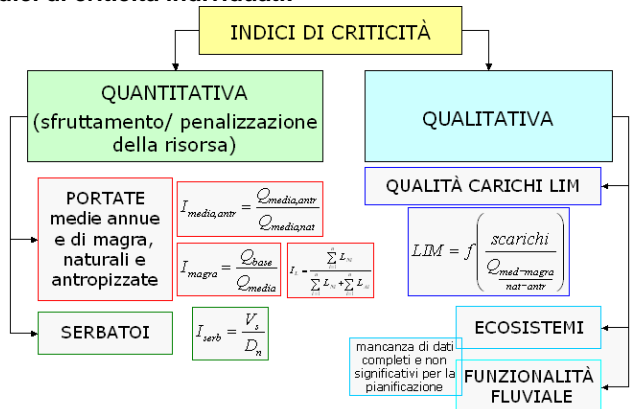 INDICI DI CRITICITÀ
QUANTITATIVA
(sfruttamento/ penalizzazione
della risorsa)
QUALITATIVA
PORTATE
medie annue
e di magra,
naturali e
antropizzate
I_media,antr = Q_media,antr / Q_media,nat
I_magra = Q_base / Q_media
SERBATOI
I_serb = V_s / D_n
QUALITÀ CARICHI LIM
LIM = f ( scarichi / Q_med-magra nat-antr )
ECOSISTEMI
mancanza di dati
completi e non
significativi per la
pianificazione
FUNZIONALITÀ
FLUVIALE